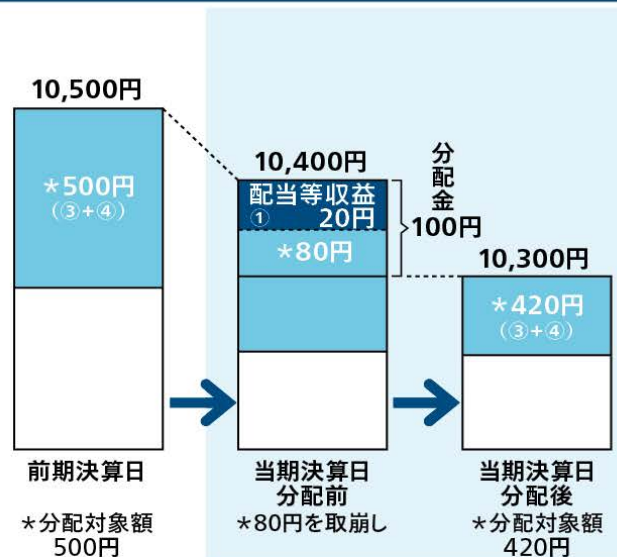 10,500円
*500円
(③+④)
前期決算日
*分配対象額
500円
10,400円
配当等収益
① 20円
*80円
分配金
100円
当期決算日
分配前
*80円を取崩し
10,300円
*420円
(③+④)
当期決算日
分配後
*分配対象額
420円